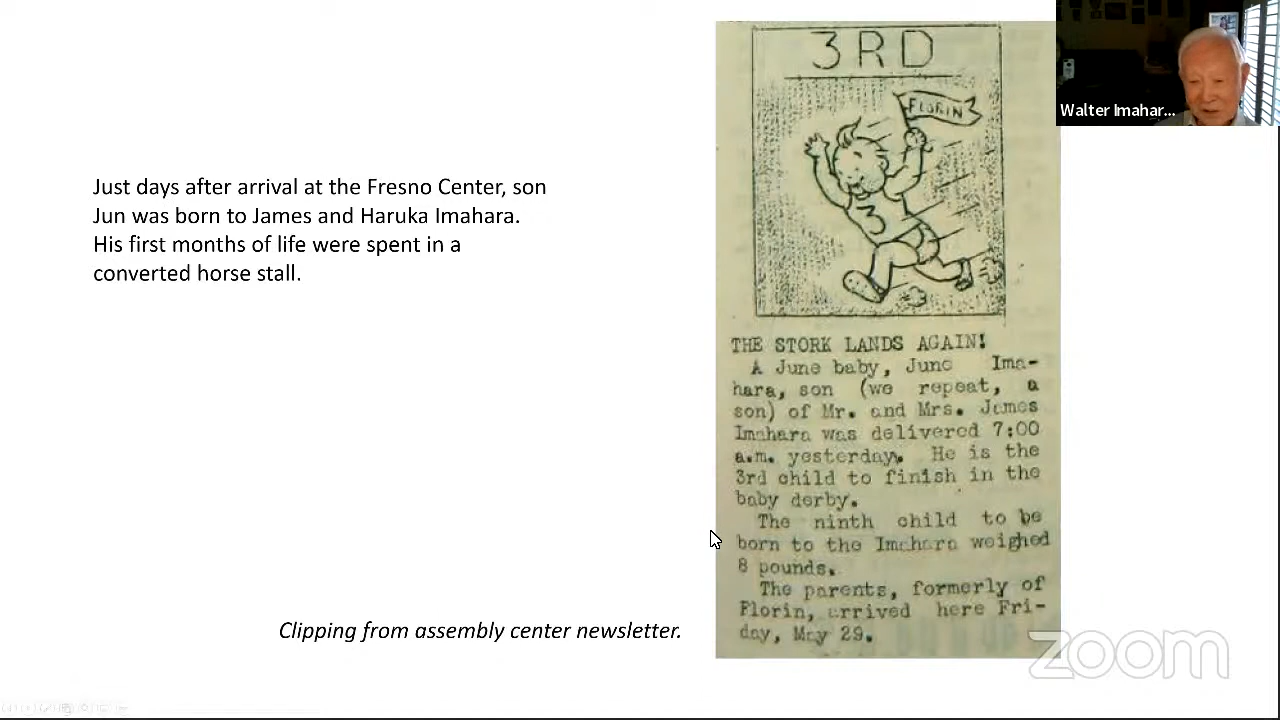 Just days after arrival at the Fresno Center, son
Jun was born to James and Haruka Imahara.
His first months of life were spent in a
converted horse stall.
Clipping from assembly center newsletter.
3RD
FLORIN
3
THE STORK LANDS AGAIN!
A June baby, June Ima-
hara, son (we repeat, a
son) of Mr. and Mrs. James
Imahara was delivered 7:00
a.m. yesterday. He is the
3rd child to finish in the
baby derby.
The ninth child to be
born to the Imahara weighed
8 pounds.
The parents, formerly of
Florin, arrived here Fri-
day, May 29.
Walter Imahar...
zoom